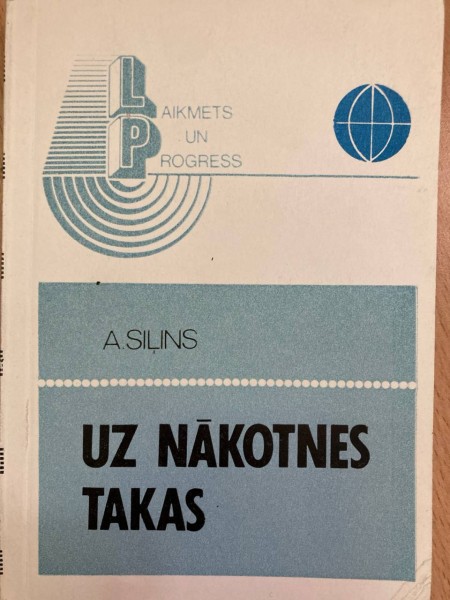 LAIKMETS
UN
PROGRESS
A.SIĻINS
UZ NĀKOTNES
TAKAS